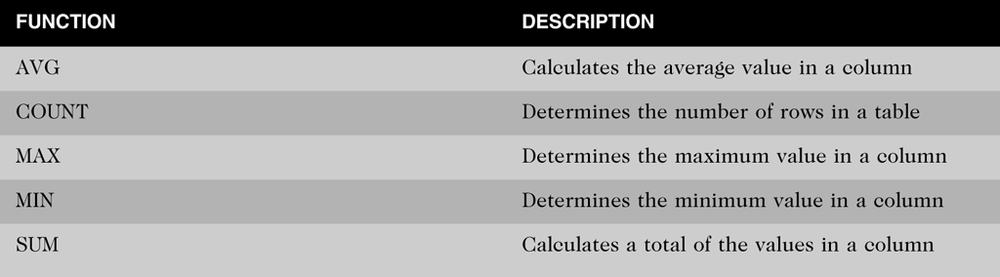 FUNCTION DESCRIPTION
AVG Calculates the average value in a column
COUNT Determines the number of rows in a table
MAX Determines the maximum value in a column
MIN Determines the minimum value in a column
SUM Calculates a total of the values in a column